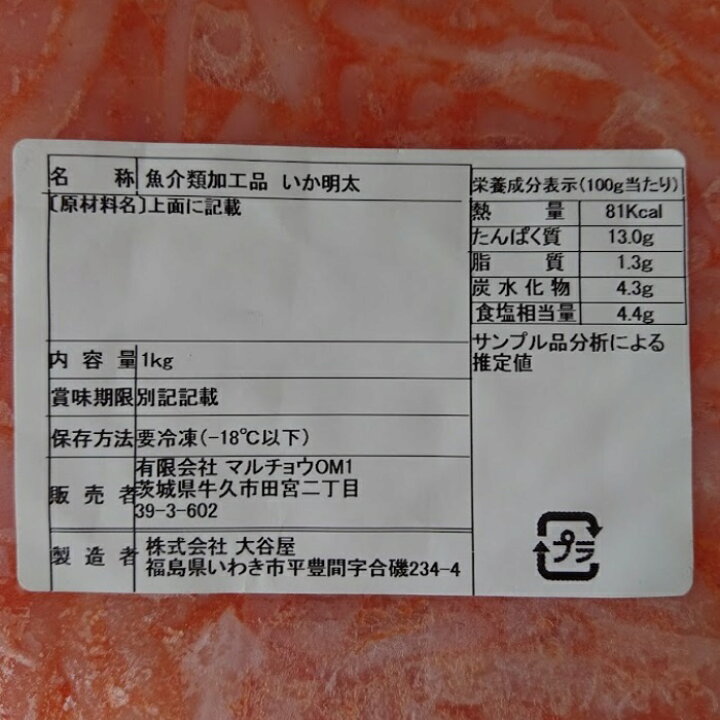 名 称 魚介類加工品 いか明太
〔原材料名〕上面に記載
内容量 1kg
賞味期限 別記記載
保存方法 要冷凍(-18℃以下)
販売者 有限会社 マルチョウOM1
茨城県牛久市田宮二丁目
39-3-602
製造者 株式会社 大谷屋
福島県いわき市平豊間字合磯234-4
栄養成分表示(100g当たり)
熱量 81Kcal
たんぱく質 13.0g
脂質 1.3g
炭水化物 4.3g
食塩相当量 4.4g
サンプル品分析による
推定値
プラ